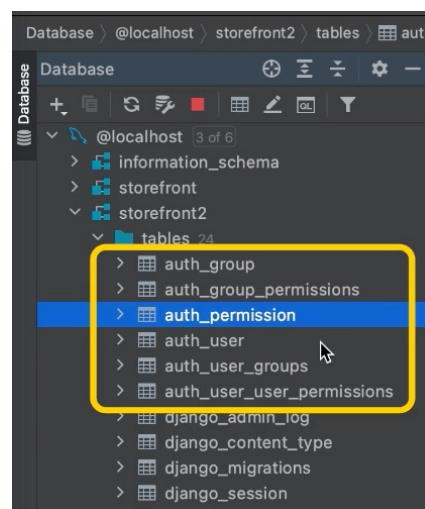 Database 〉 @localhost 〉 storefront2 〉 tables 〉 aut
Database
Database
@localhost 3 of 6
information_schema
storefront
storefront2
tables 24
auth_group
auth_group_permissions
auth_permission
auth_user
auth_user_groups
auth_user_user_permissions
django_admin_log
django_content_type
django_migrations
django_session